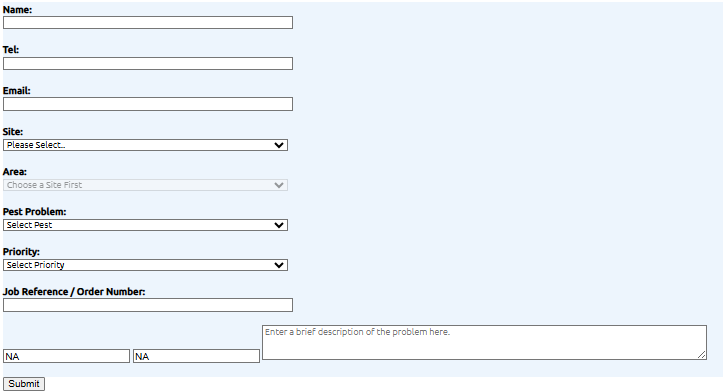 Name:
Tel:
Email:
Site:
Please Select...
Area:
Choose a Site First
Pest Problem:
Select Pest
Priority:
Select Priority
Job Reference / Order Number:
Enter a brief description of the problem here.
NA NA
Submit